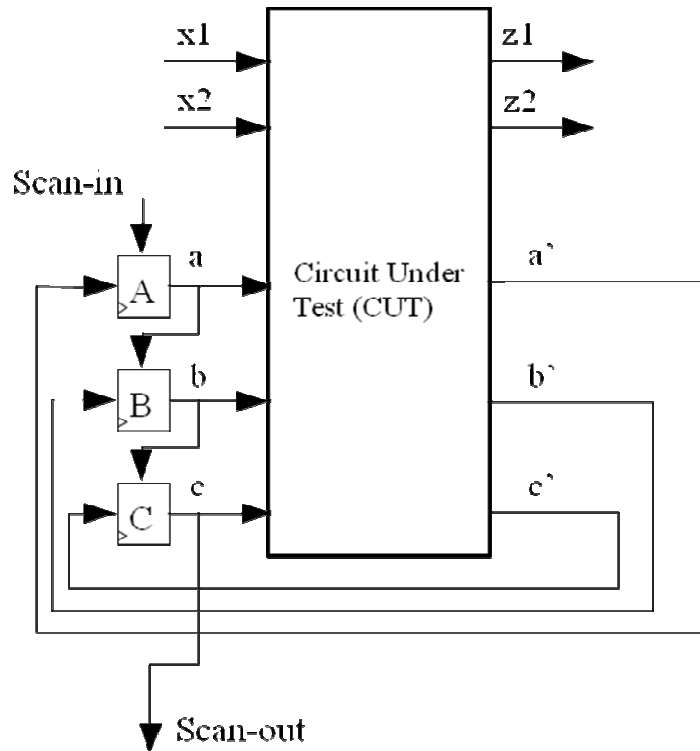 x1
z1
x2
z2
Scan-in
a
a’
A
Circuit Under
Test (CUT)
b
b’
B
c
c’
C
Scan-out